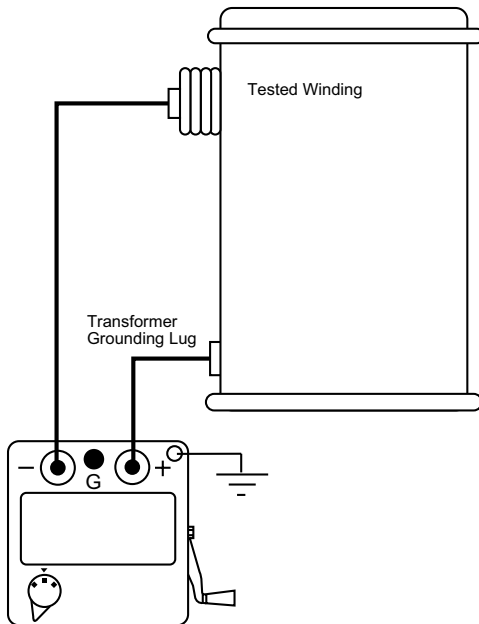 Tested Winding
Transformer
Grounding Lug
− G +